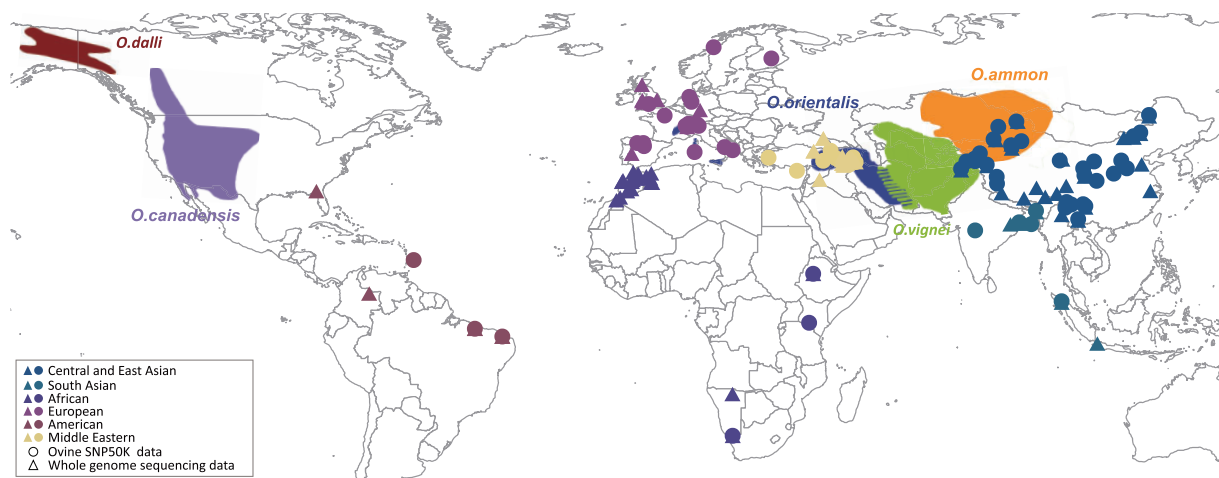 O.dalli
O.ammon
O.orientalis
O.canadensis
O.vignei
Central and East Asian
South Asian
African
European
American
Middle Eastern
Ovine SNP50K data
Whole genome sequencing data